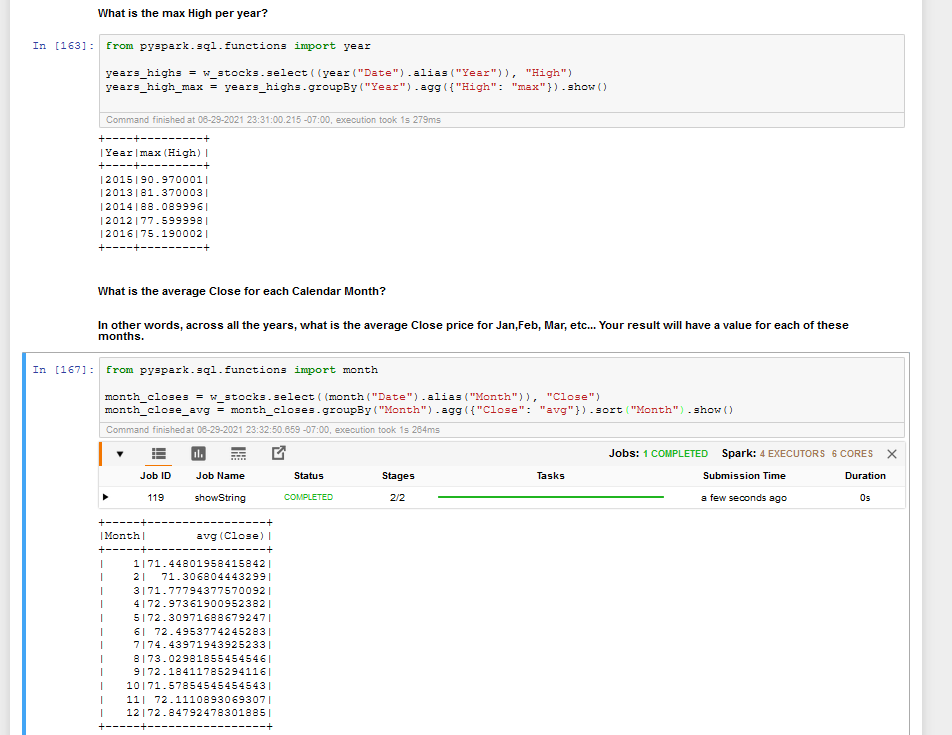 What is the max High per year?
In [163]:
from pyspark.sql.functions import year
years_highs = w_stocks.select((year("Date").alias("Year")), "High")
years_high_max = years_highs.groupBy("Year").agg({"High": "max"}).show()
Command finished at 06-29-2021 23:31:00.215 -07:00, execution took 1s 279ms
+----+---------+
|Year|max(High)|
+----+---------+
|2015|90.970001|
|2013|81.370003|
|2014|88.089996|
|2012|77.599998|
|2016|75.190002|
+----+---------+
What is the average Close for each Calendar Month?
In other words, across all the years, what is the average Close price for Jan,Feb, Mar, etc... Your result will have a value for each of these
months.
In [167]:
from pyspark.sql.functions import month
month_closes = w_stocks.select((month("Date").alias("Month")), "Close")
month_close_avg = month_closes.groupBy("Month").agg({"Close": "avg"}).sort("Month").show()
Command finished at 06-29-2021 23:32:50.659 -07:00, execution took 1s 264ms
Jobs: 1 COMPLETED Spark: 4 EXECUTORS 6 CORES
Job ID Job Name Status Stages Tasks Submission Time Duration
119 showString COMPLETED 2/2 a few seconds ago 0s
+-----+-----------------+
|Month|       avg(Close)|
+-----+-----------------+
|    1|71.44801958415842|
|    2|  71.306804443299|
|    3|71.77794377570092|
|    4|72.97361900952382|
|    5|72.30971688679247|
|    6| 72.4953774245283|
|    7|74.43971943925233|
|    8|73.02981855454546|
|    9|72.18411785294116|
|   10|71.57854545454543|
|   11| 72.1110893069307|
|   12|72.84792478301885|
+-----+-----------------+